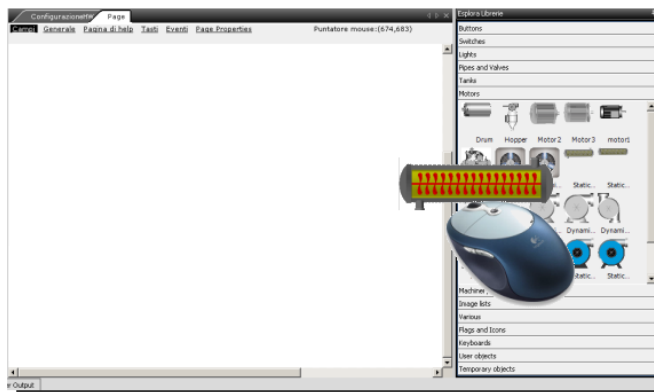 Page
Esplora Librerie
Campi Generale Pagina di help Tasti Eventi Page Properties Puntatore mouse:(674,683)
Buttons
Switches
Lights
Pipes and Valves
Tanks
Motors
Drum Hopper Motor2 Motor3 motor1
Static... Static...
Dynami... Dynami...
Static... Static...
Image lists
Various
Flags and Icons
Keyboards
User objects
Temporary objects
Output